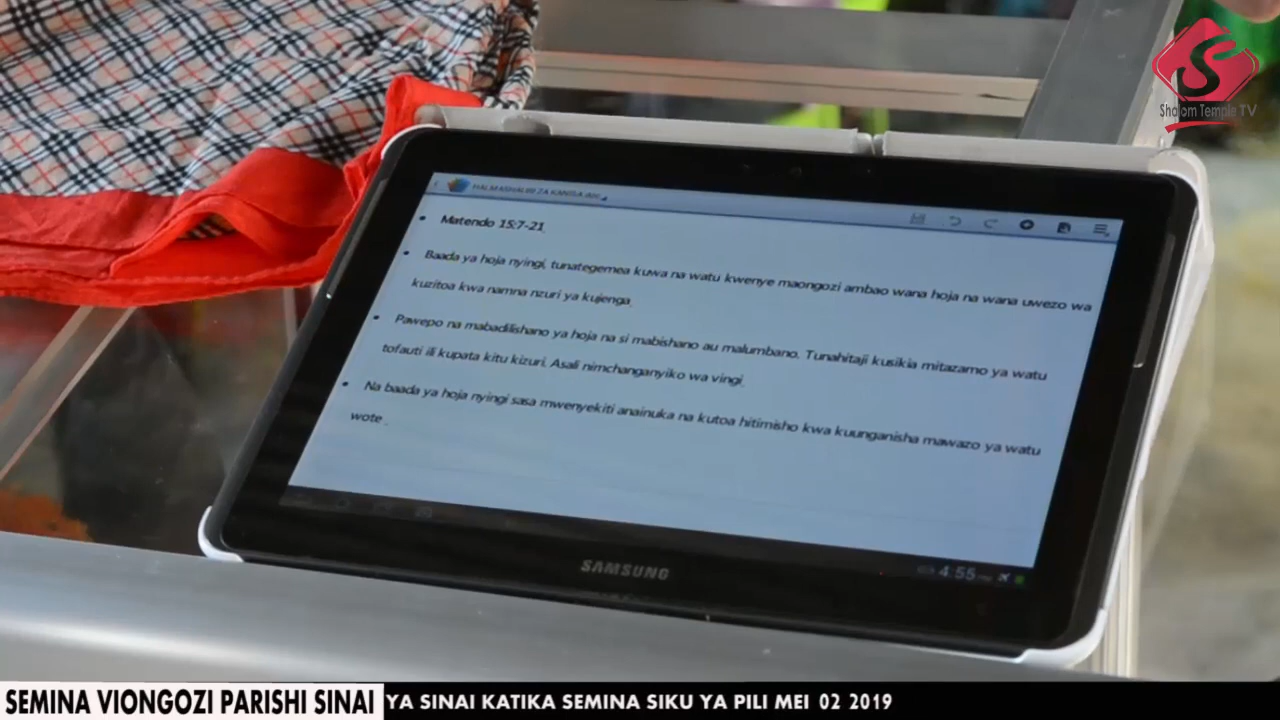 Shalom Temple TV
HALMASHAURI ZA KANISA
• Matendo 15:7-21.
• Baada ya hoja nyingi, tunategemea kuwa na watu kwenye maongozi ambao wana hoja na wana uwezo wa
kuzitoa kwa namna nzuri ya kujenga.
• Pawepo na mabadilishano ya hoja na si mabishano au malumbano. Tunahitaji kusikia mitazamo ya watu
tofauti ili kupata kitu kizuri. Asali nimchanganyiko wa vingi.
• Na baada ya hoja nyingi sasa mwenyekiti anainuka na kutoa hitimisho kwa kuunganisha mawazo ya watu
wote .
SAMSUNG
4:55 PM
SEMINA VIONGOZI PARISHI SINAI YA SINAI KATIKA SEMINA SIKU YA PILI MEI 02 2019